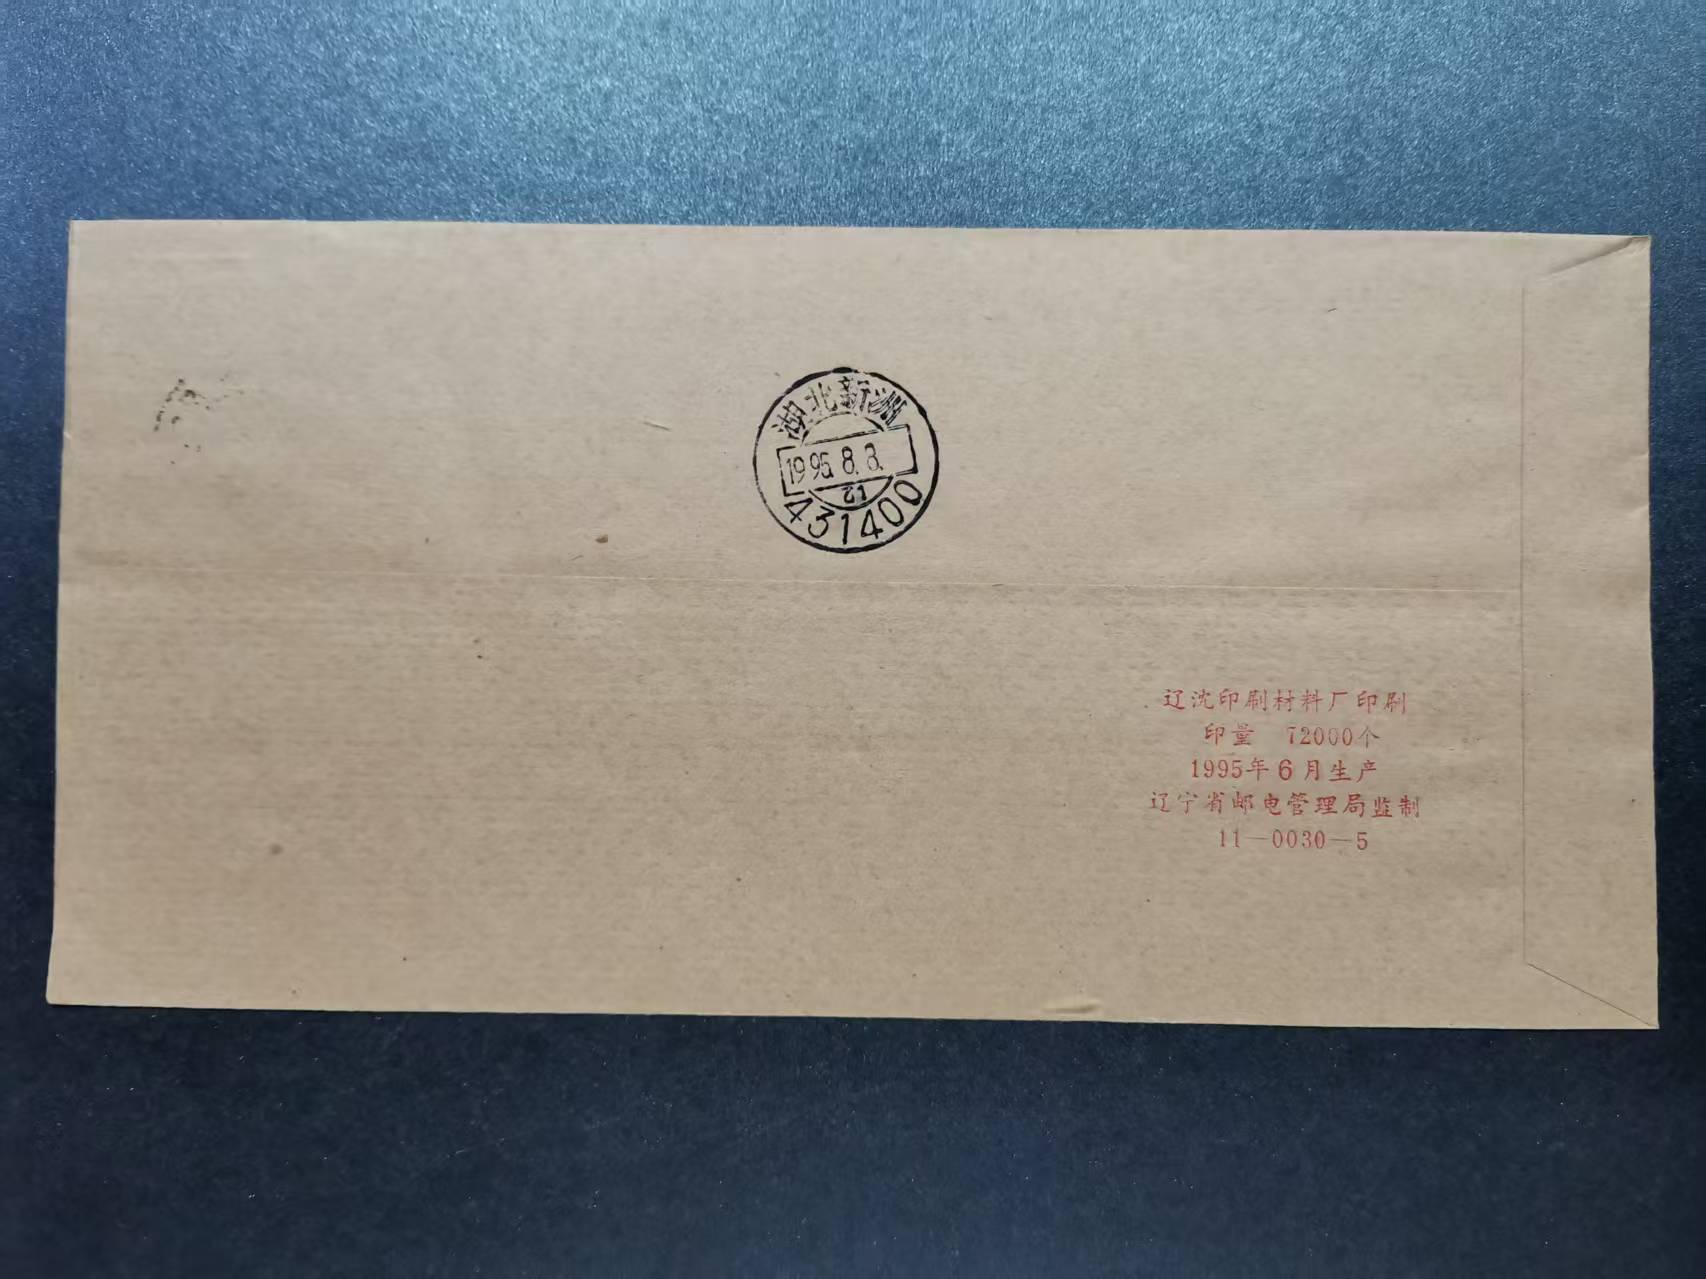 湖北新洲
1995.8.8.
21
431400
辽沈印刷材料厂印刷
印量 72000个
1995年6月生产
辽宁省邮电管理局监制
11—0030—5